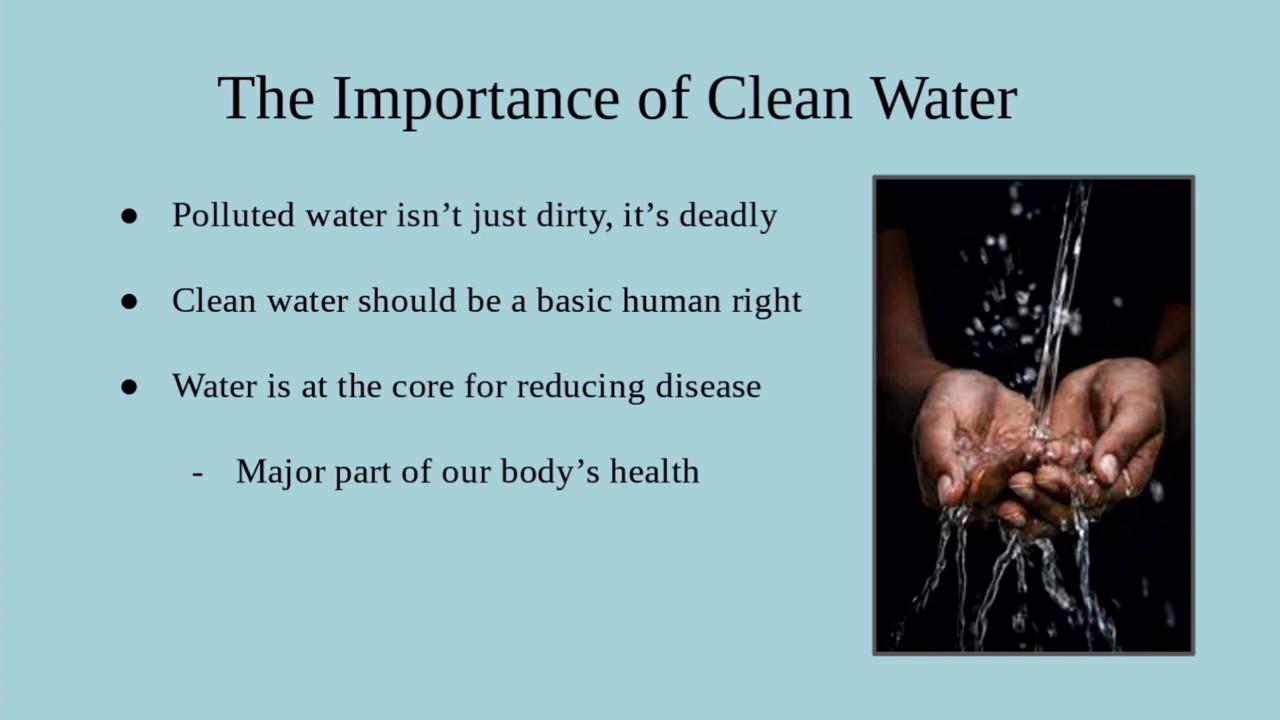 The Importance of Clean Water
● Polluted water isn’t just dirty, it’s deadly
● Clean water should be a basic human right
● Water is at the core for reducing disease
- Major part of our body’s health